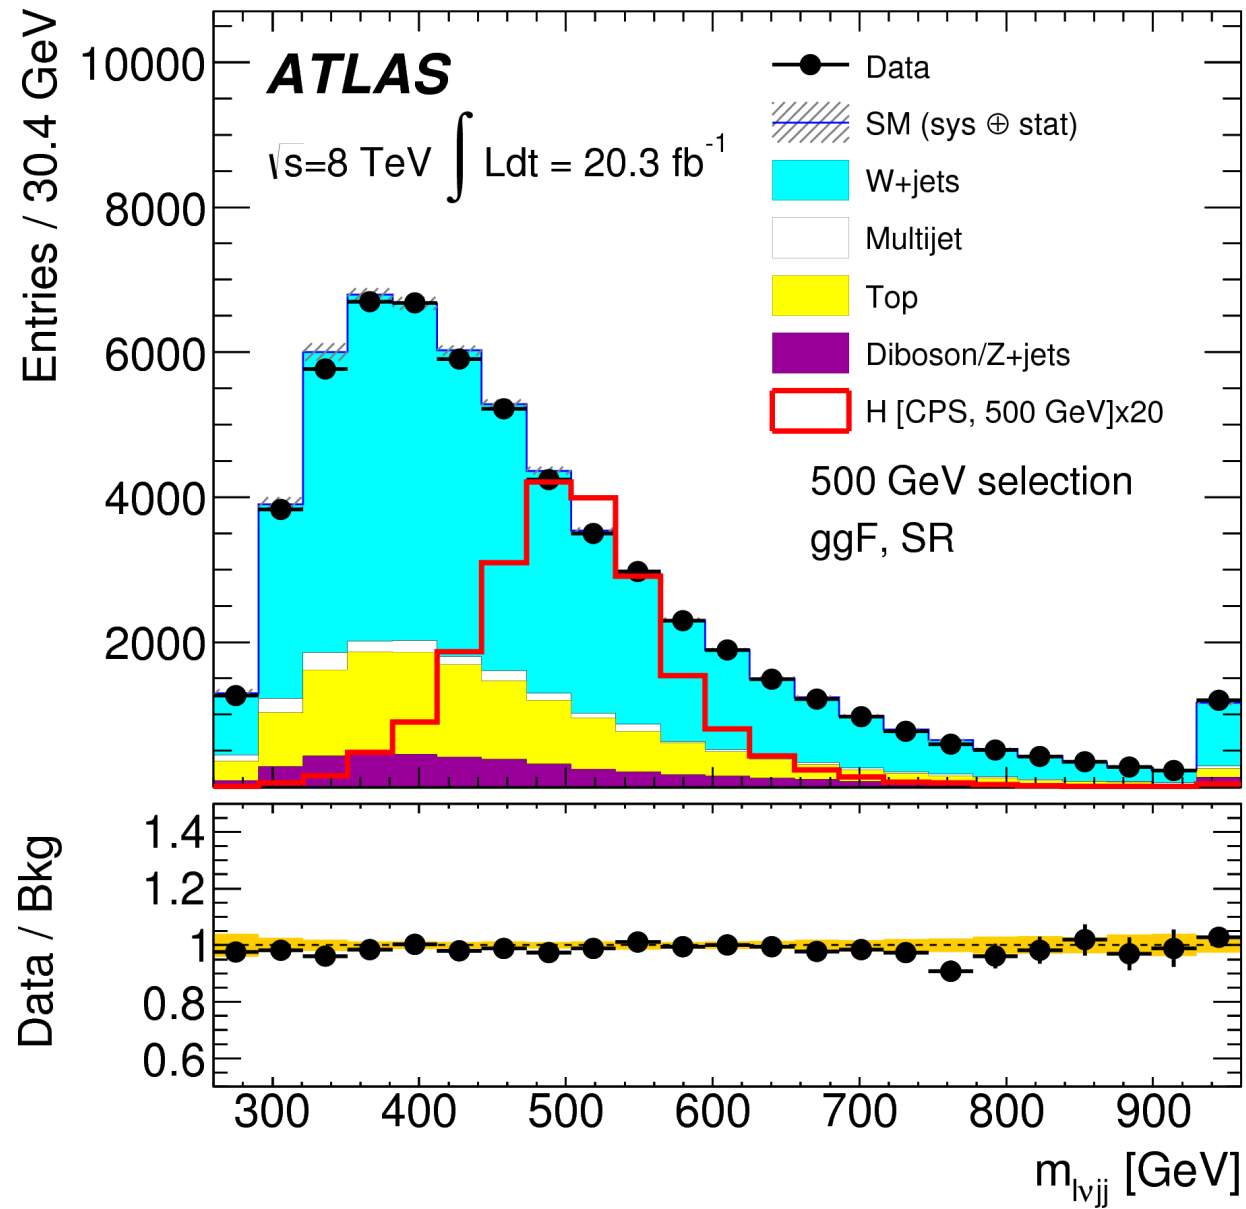 Entries / 30.4 GeV
10000
8000
6000
4000
2000
ATLAS
√s=8 TeV ∫ Ldt = 20.3 fb⁻¹
Data
SM (sys ⊕ stat)
W+jets
Multijet
Top
Diboson/Z+jets
H [CPS, 500 GeV]x20
500 GeV selection
ggF, SR
Data / Bkg
1.4
1.2
1
0.8
0.6
300 400 500 600 700 800 900
m_lνjj [GeV]